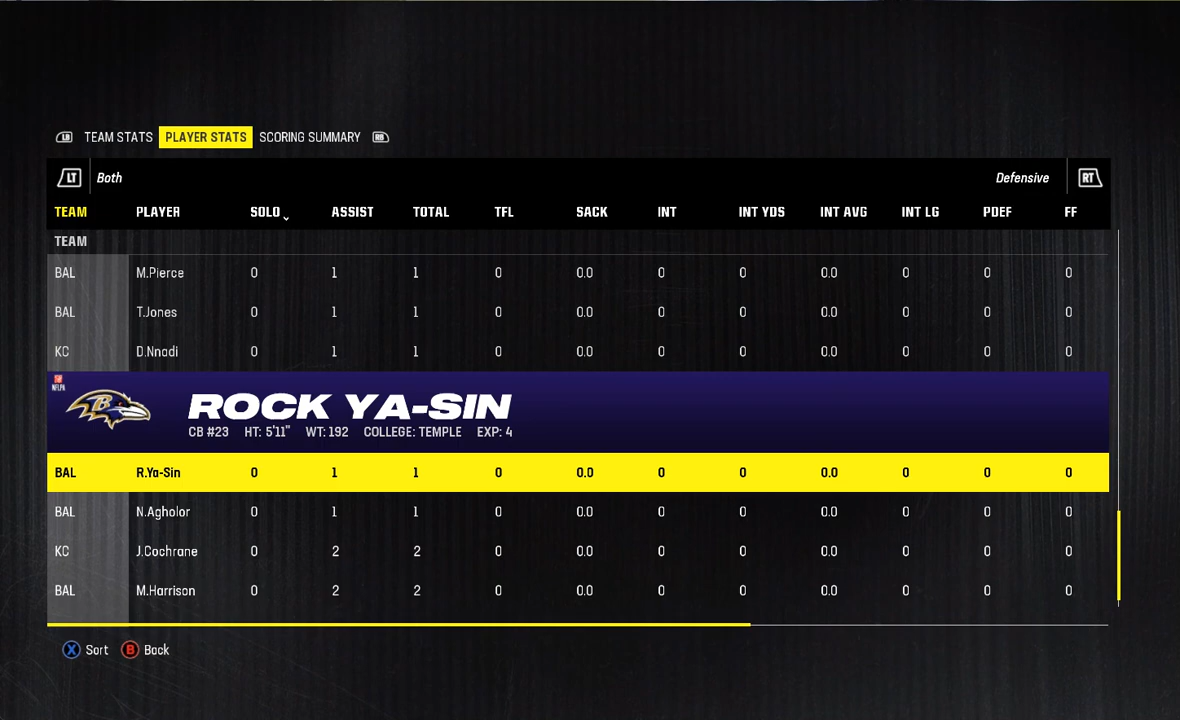 LB TEAM STATS PLAYER STATS SCORING SUMMARY RB
LT Both Defensive RT
TEAM PLAYER SOLO ASSIST TOTAL TFL SACK INT INT YDS INT AVG INT LG PDEF FF
TEAM
BAL M.Pierce 0 1 1 0 0.0 0 0 0.0 0 0 0
BAL T.Jones 0 1 1 0 0.0 0 0 0.0 0 0 0
KC D.Nnadi 0 1 1 0 0.0 0 0 0.0 0 0 0
NFLPA B ROCK YA-SIN
CB #23 HT: 5'11" WT: 192 COLLEGE: TEMPLE EXP: 4
BAL R.Ya-Sin 0 1 1 0 0.0 0 0 0.0 0 0 0
BAL N.Agholor 0 1 1 0 0.0 0 0 0.0 0 0 0
KC J.Cochrane 0 2 2 0 0.0 0 0 0.0 0 0 0
BAL M.Harrison 0 2 2 0 0.0 0 0 0.0 0 0 0
X Sort B Back